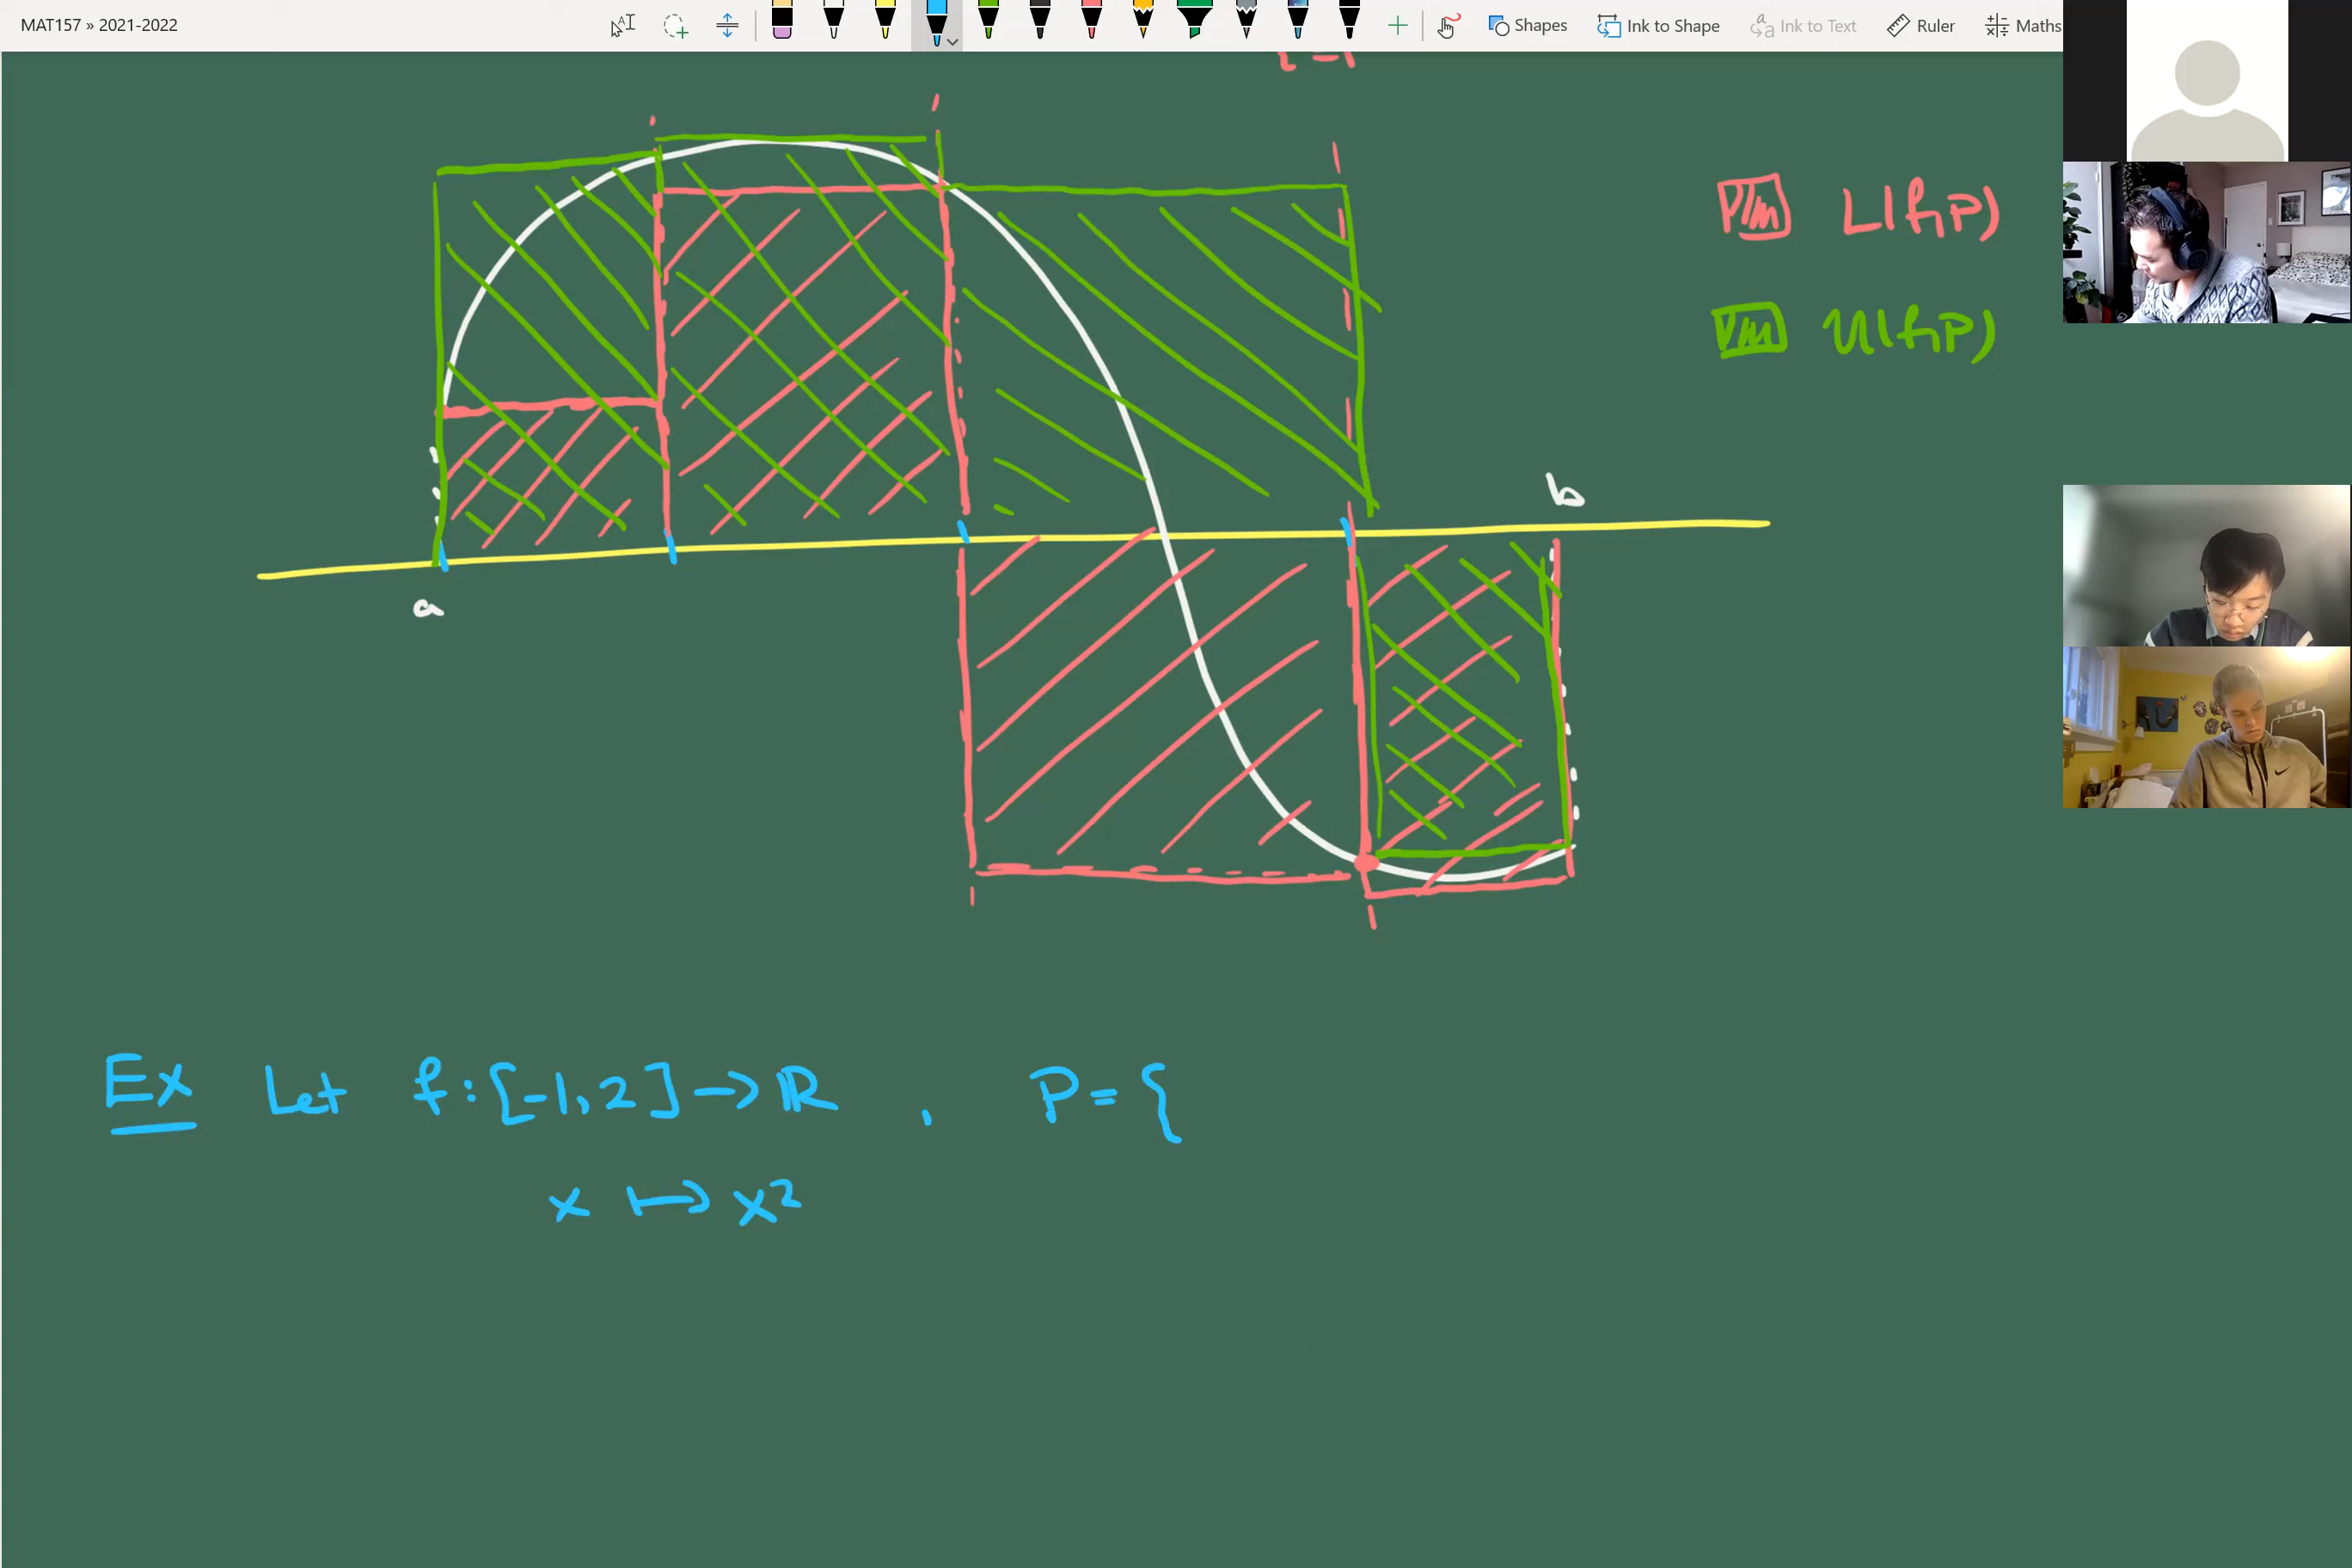 MAT157 » 2021-2022
Shapes
Ink to Shape
Ink to Text
Ruler
Maths
L(f,P)
U(f,P)
b
a
Ex Let f:[-1,2]→ℝ , P={
x ↦ x²